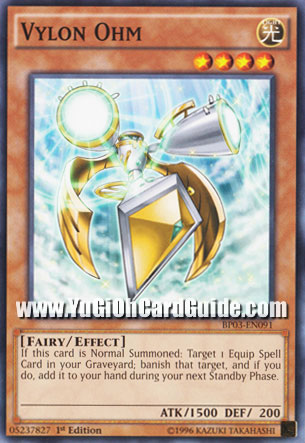 VYLON OHM
光
www.YuGiOhCardGuide.com
BP03-EN091
[FAIRY/EFFECT]
If this card is Normal Summoned: Target 1 Equip Spell
Card in your Graveyard; banish that target, and if you
do, add it to your hand during your next Standby Phase.
ATK/1500 DEF/ 200
05237827 1st Edition ©1996 KAZUKI TAKAHASHI